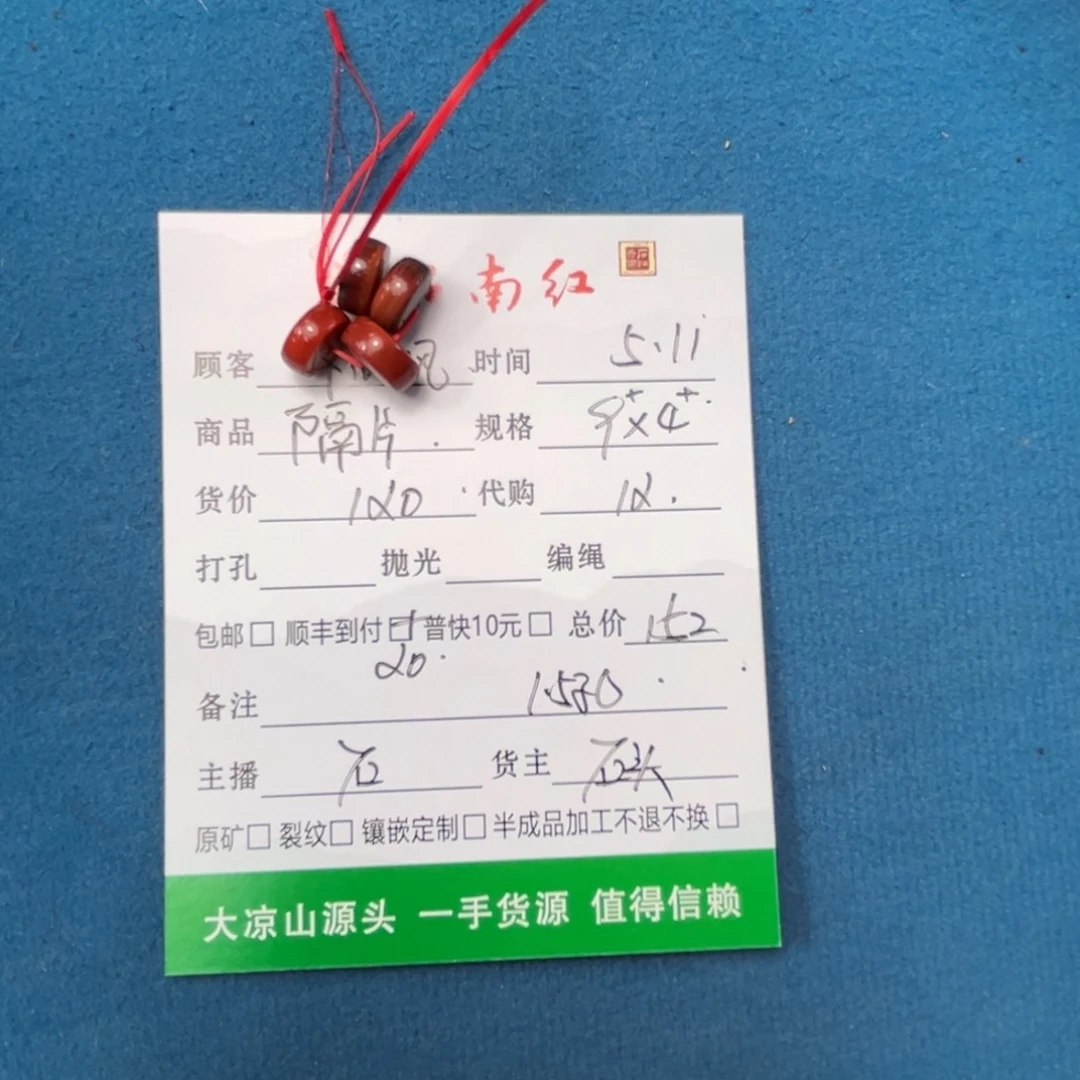 南红
顾客 时间 5.11
商品 隔片. 规格 9⁺x4⁺.
货价 120 代购 12.
打孔 抛光 编绳
包邮□ 顺丰到付□ 普快10元□ 总价 152
20.
备注
主播 石 货主 石头
原矿□ 裂纹□ 镶嵌定制□ 半成品加工不退不换□
大凉山源头 一手货源 值得信赖